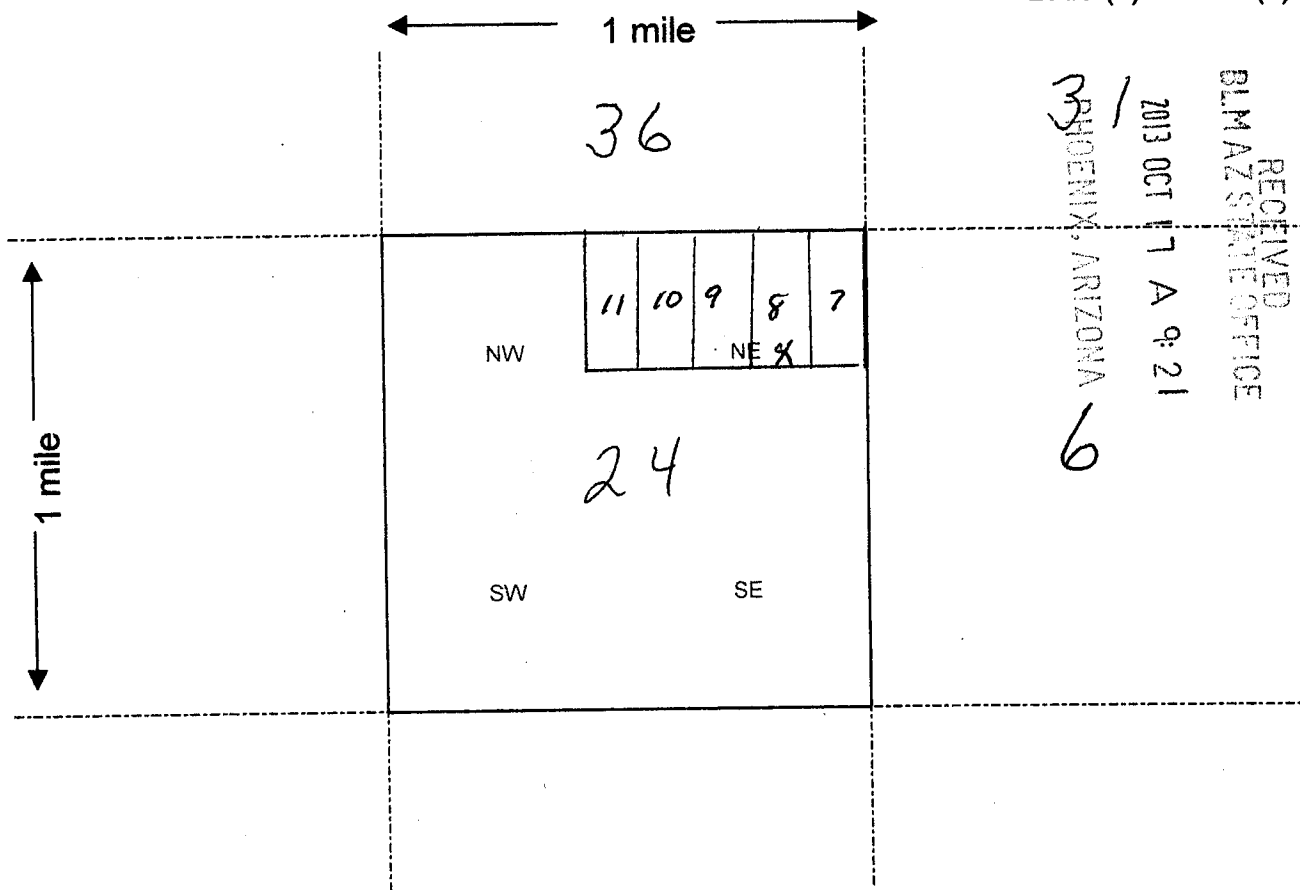 1 mile
36
31
RECEIVED
BLM AZ STATE OFFICE
2013 OCT 17 A 9:21
PHOENIX, ARIZONA
11 10 9 8 7
NW
NE
1 mile
24
6
SW
SE